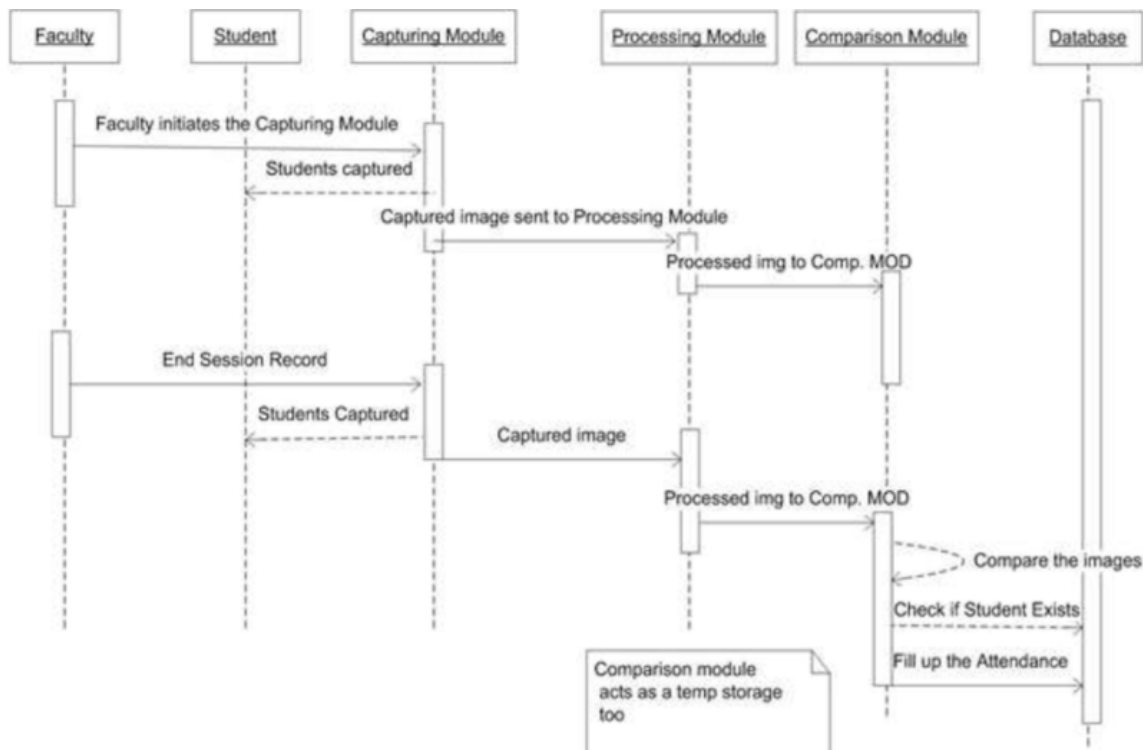 Faculty
Student
Capturing Module
Processing Module
Comparison Module
Database
Faculty initiates the Capturing Module
Students captured
Captured image sent to Processing Module
Processed img to Comp. MOD
End Session Record
Students Captured
Captured image
Processed img to Comp. MOD
Compare the images
Check if Student Exists
Fill up the Attendance
Comparison module
acts as a temp storage
too